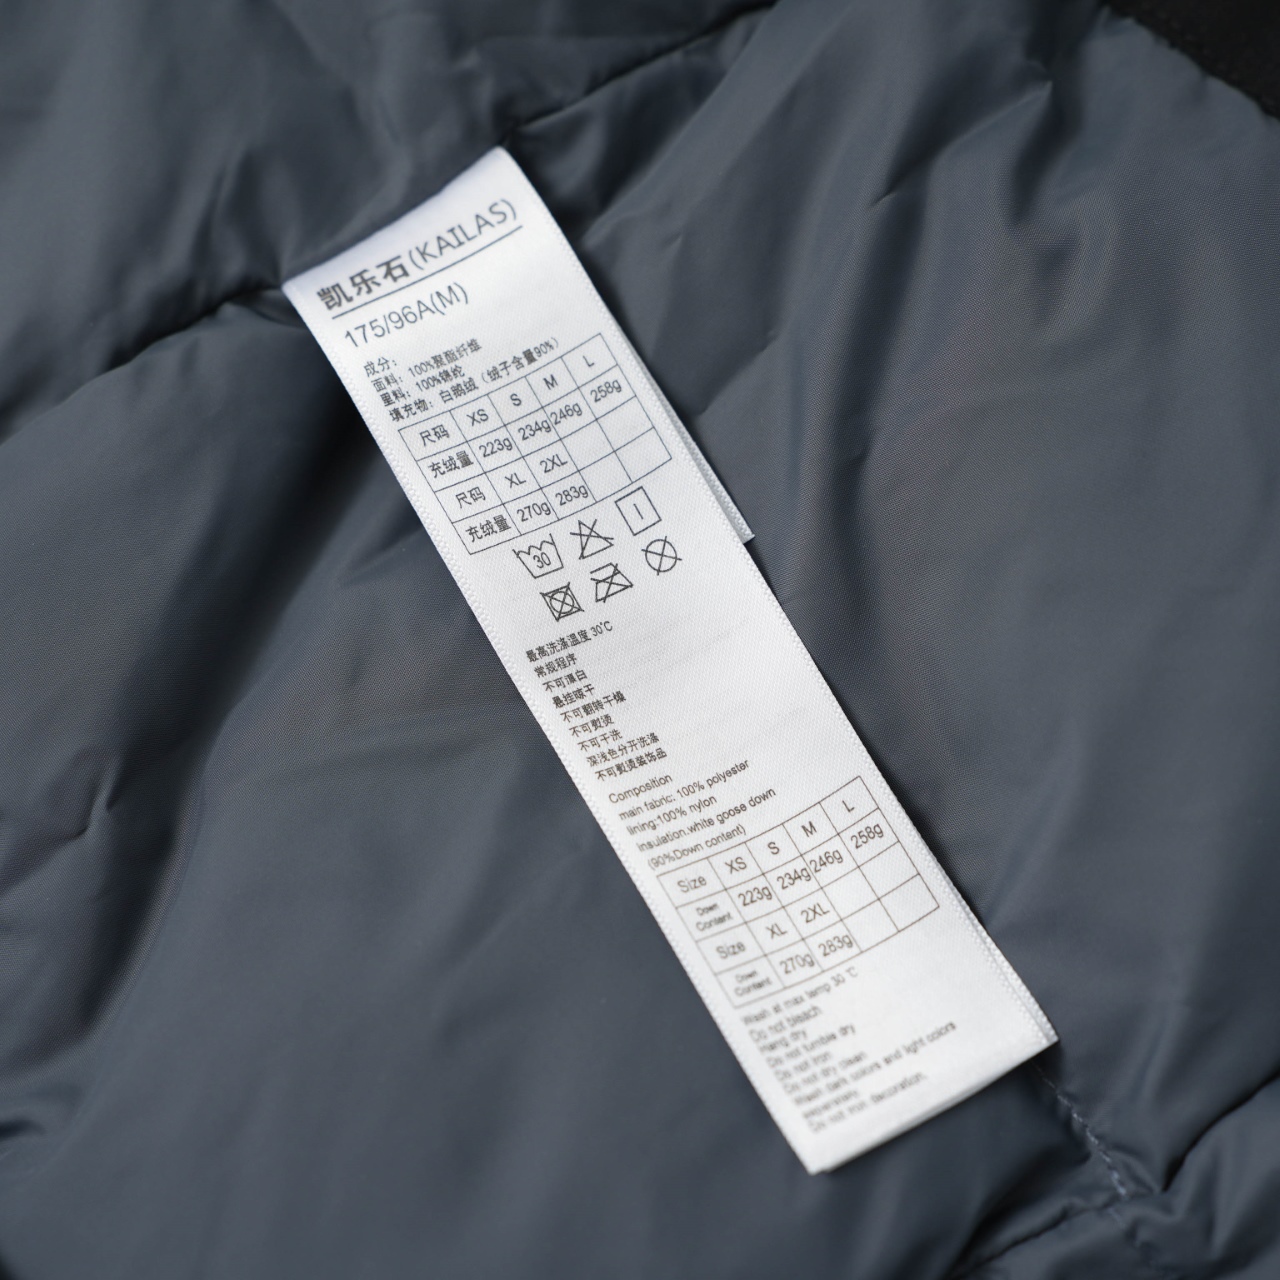 凯乐石(KAILAS)
175/96A(M)
成分：
面料：100%聚酯纤维
里料：100%锦纶
填充物：白鹅绒（绒子含量90%）
尺码 XS S M L
充绒量 223g 234g 246g 258g
尺码 XL 2XL
充绒量 270g 283g
30
最高洗涤温度 30℃
常规程序
不可漂白
悬挂晾干
不可翻转干燥
不可熨烫
不可干洗
深浅色分开洗涤
不可熨烫装饰品
Composition
main fabric: 100% polyester
lining:100% nylon
insulation:white goose down
(90%Down content)
Size XS S M L
Down Content 223g 234g 246g 258g
Size XL 2XL
Down Content 270g 283g
Wash at max temp 30 ℃
Do not bleach
Hang dry
Do not tumble dry
Do not iron
Do not dry clean
Wash dark colors and light colors
separately.
Do not iron decoration.